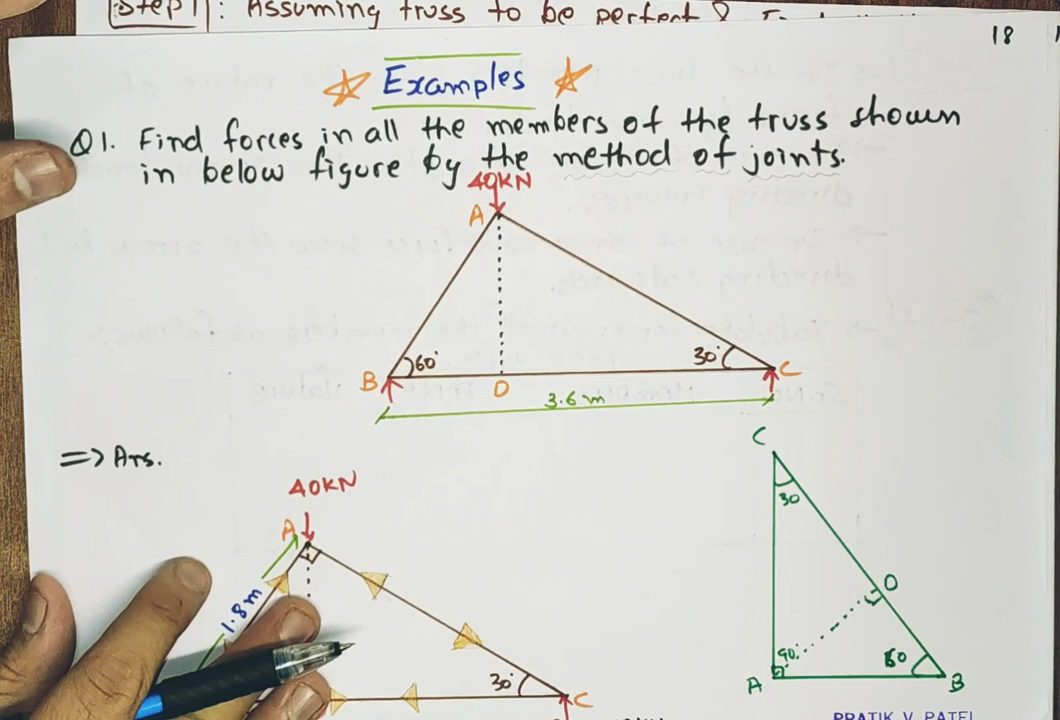 Step 1 : Assuming truss to be perfect &
18
Examples
Q1. Find forces in all the members of the truss shown
in below figure by the method of joints.
40KN
A
60°
30°
B
D
C
3.6 m
=> Ans.
C
40KN
30
A
D
1.8 m
90°
60
30°
C
A
B
PRATIK V. PATEL